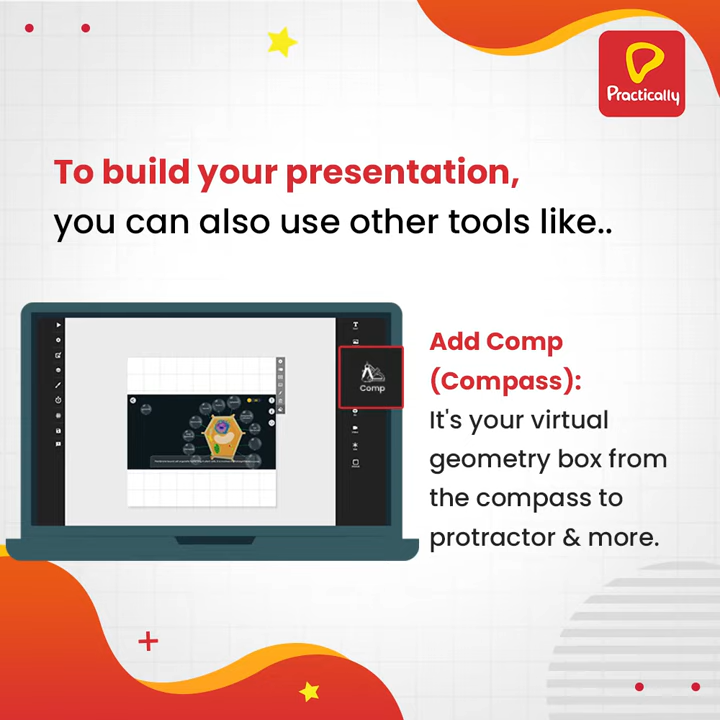 Practically
To build your presentation,
you can also use other tools like..
Comp
Add Comp
(Compass):
It's your virtual
geometry box from
the compass to
protractor & more.